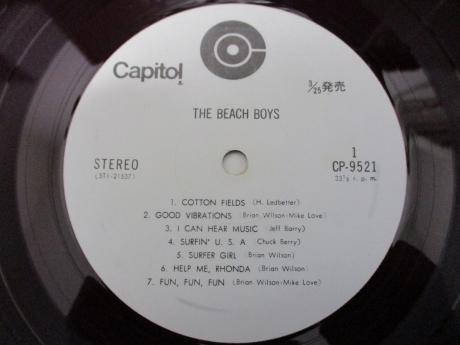 Capitol®
3/25発売
THE BEACH BOYS
STEREO
(ST1-21537)
1
CP-9521
33⅓ r. p. m.
1. COTTON FIELDS (H. Ledbetter)
2. GOOD VIBRATIONS (Brian Wilson-Mike Love)
3. I CAN HEAR MUSIC (Jeff Barry)
4. SURFIN' U. S. A (Chuck Berry)
5. SURFER GIRL (Brian Wilson)
6. HELP ME, RHONDA (Brian Wilson)
7. FUN, FUN, FUN (Brian Wilson-Mike Love)